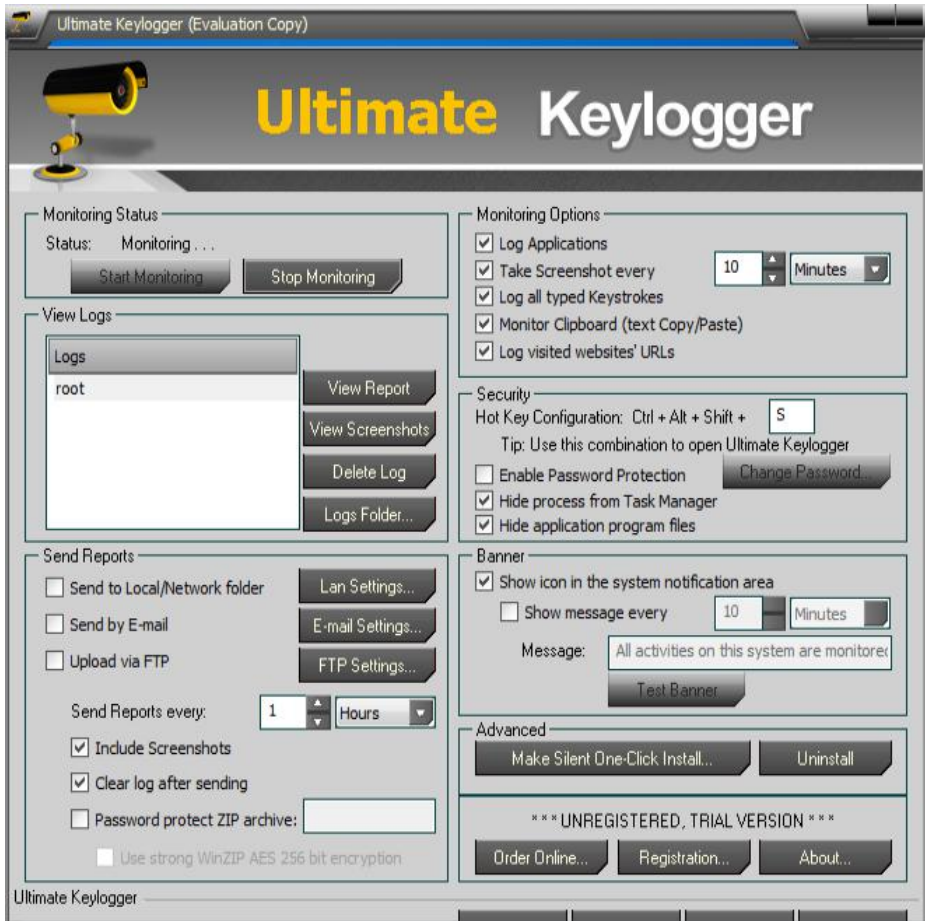 Ultimate Keylogger (Evaluation Copy)
Ultimate Keylogger
Monitoring Status
Status: Monitoring . . .
Start Monitoring
Stop Monitoring
View Logs
Logs
root
View Report
View Screenshots
Delete Log
Logs Folder...
Send Reports
Send to Local/Network folder
Lan Settings...
Send by E-mail
E-mail Settings...
Upload via FTP
FTP Settings...
Send Reports every: 1 Hours
Include Screenshots
Clear log after sending
Password protect ZIP archive:
Use strong WinZIP AES 256 bit encryption
Monitoring Options
Log Applications
Take Screenshot every 10 Minutes
Log all typed Keystrokes
Monitor Clipboard (text Copy/Paste)
Log visited websites' URLs
Security
Hot Key Configuration: Ctrl + Alt + Shift + S
Tip: Use this combination to open Ultimate Keylogger
Enable Password Protection
Change Password...
Hide process from Task Manager
Hide application program files
Banner
Show icon in the system notification area
Show message every 10 Minutes
Message: All activities on this system are monitored
Test Banner
Advanced
Make Silent One-Click Install...
Uninstall
* * * UNREGISTERED, TRIAL VERSION * * *
Order Online...
Registration...
About...
Ultimate Keylogger